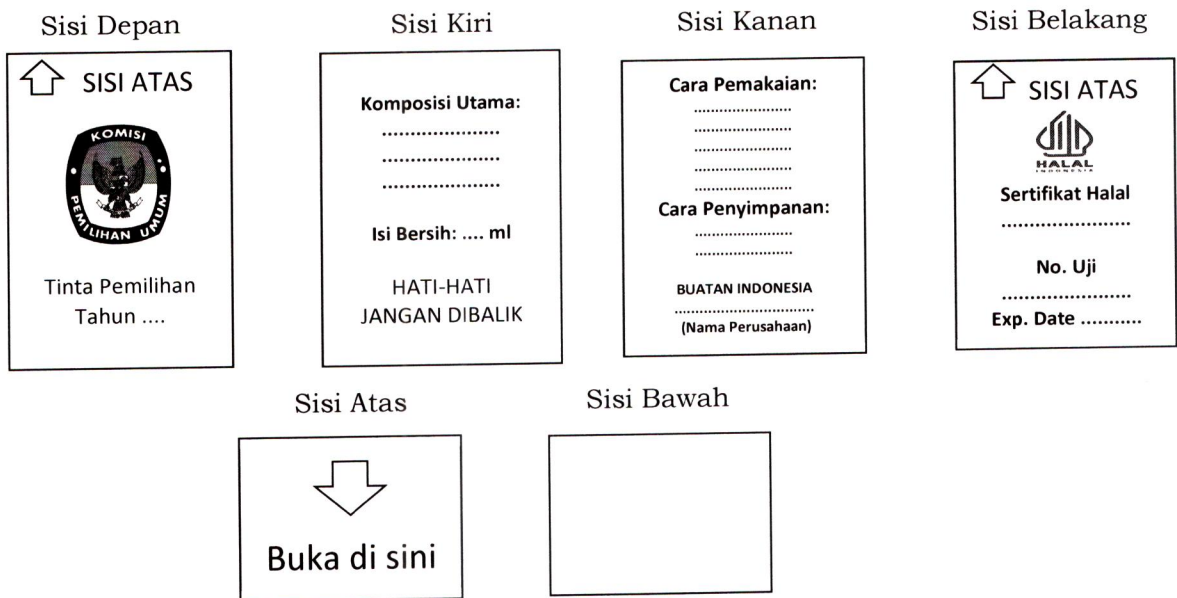 Sisi Depan
Sisi Kiri
Sisi Kanan
Sisi Belakang
SISI ATAS
KOMISI
PEMILIHAN UMUM
Tinta Pemilihan
Tahun ....
Komposisi Utama:
.....................
.....................
.....................
Isi Bersih: .... ml
HATI-HATI
JANGAN DIBALIK
Cara Pemakaian:
.......................
.......................
.......................
.......................
.......................
Cara Penyimpanan:
.......................
.......................
BUATAN INDONESIA
.................................
(Nama Perusahaan)
SISI ATAS
HALAL
INDONESIA
Sertifikat Halal
.......................
No. Uji
.......................
Exp. Date ...........
Sisi Atas
Sisi Bawah
Buka di sini